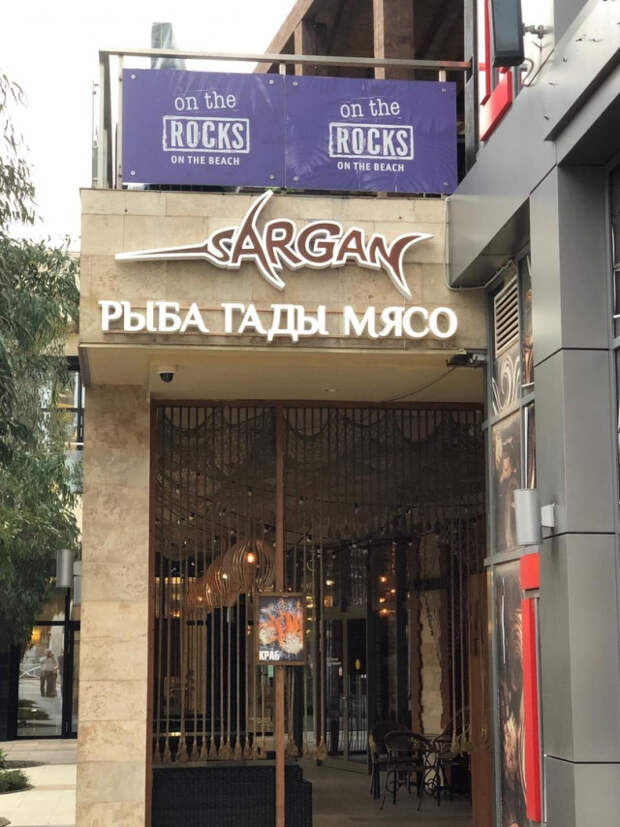 on the
ROCKS
ON THE BEACH
on the
ROCKS
ON THE BEACH
SARGAN
РЫБА ГАДЫ МЯСО
КРАБ